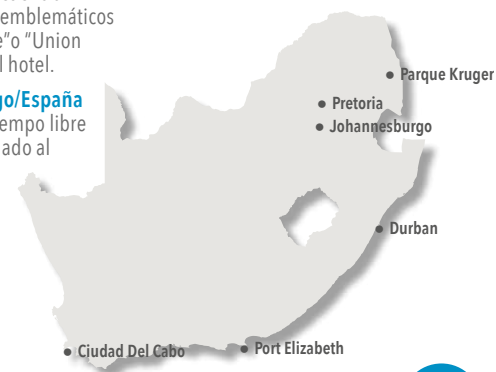 emblemáticos
e”o “Union
l hotel.
go/España
empo libre
ado al
Parque Kruger
Pretoria
Johannesburgo
Durban
Ciudad Del Cabo
Port Elizabeth